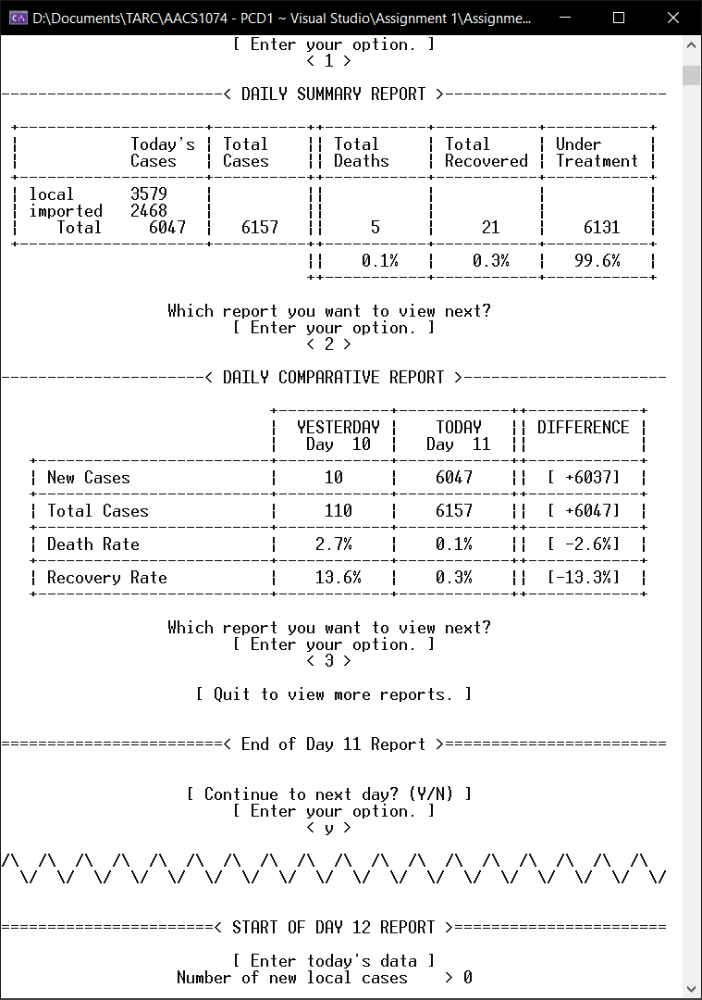 D:\Documents\TARC\AACS1074 - PCD1 ~ Visual Studio\Assignment 1\Assignme...
[ Enter your option. ]
< 1 >
------------------------< DAILY SUMMARY REPORT >------------------------
+--------------------+----------++-----------+-----------+-----------+
¦            Today's ¦ Total    ¦¦ Total     ¦ Total     ¦ Under     ¦
¦            Cases   ¦ Cases    ¦¦ Deaths    ¦ Recovered ¦ Treatment ¦
+--------------------+----------++-----------+-----------+-----------+
¦ local      3579    ¦          ¦¦           ¦           ¦           ¦
¦ imported   2468    ¦          ¦¦           ¦           ¦           ¦
¦    Total     6047  ¦   6157   ¦¦     5     ¦     21    ¦    6131   ¦
+--------------------+----------++-----------+-----------+-----------+
¦¦    0.1%   ¦    0.3%   ¦   99.6%   ¦
++-----------+-----------+-----------+
Which report you want to view next?
[ Enter your option. ]
< 2 >
----------------------< DAILY COMPARATIVE REPORT >----------------------
+------------+------------++------------+
¦  YESTERDAY ¦    TODAY   ¦¦ DIFFERENCE ¦
¦   Day  10  ¦   Day  11  ¦¦            ¦
+-------------------------+------------+------------++------------+
¦ New Cases               ¦     10     ¦    6047    ¦¦  [ +6037]  ¦
+-------------------------+------------+------------++------------+
¦ Total Cases             ¦     110    ¦    6157    ¦¦  [ +6047]  ¦
+-------------------------+------------+------------++------------+
¦ Death Rate              ¦    2.7%    ¦    0.1%    ¦¦  [ -2.6%]  ¦
+-------------------------+------------+------------++------------+
¦ Recovery Rate           ¦    13.6%   ¦    0.3%    ¦¦  [-13.3%]  ¦
+-------------------------+------------+------------++------------+
Which report you want to view next?
[ Enter your option. ]
< 3 >
[ Quit to view more reports. ]
========================< End of Day 11 Report >========================
[ Continue to next day? (Y/N) ]
[ Enter your option. ]
< y >
/\  /\  /\  /\  /\  /\  /\  /\  /\  /\  /\  /\  /\  /\  /\  /\  /\  /\
  \/  \/  \/  \/  \/  \/  \/  \/  \/  \/  \/  \/  \/  \/  \/  \/  \/  \/
=======================< START OF DAY 12 REPORT >=======================
[ Enter today's data ]
Number of new local cases    > 0